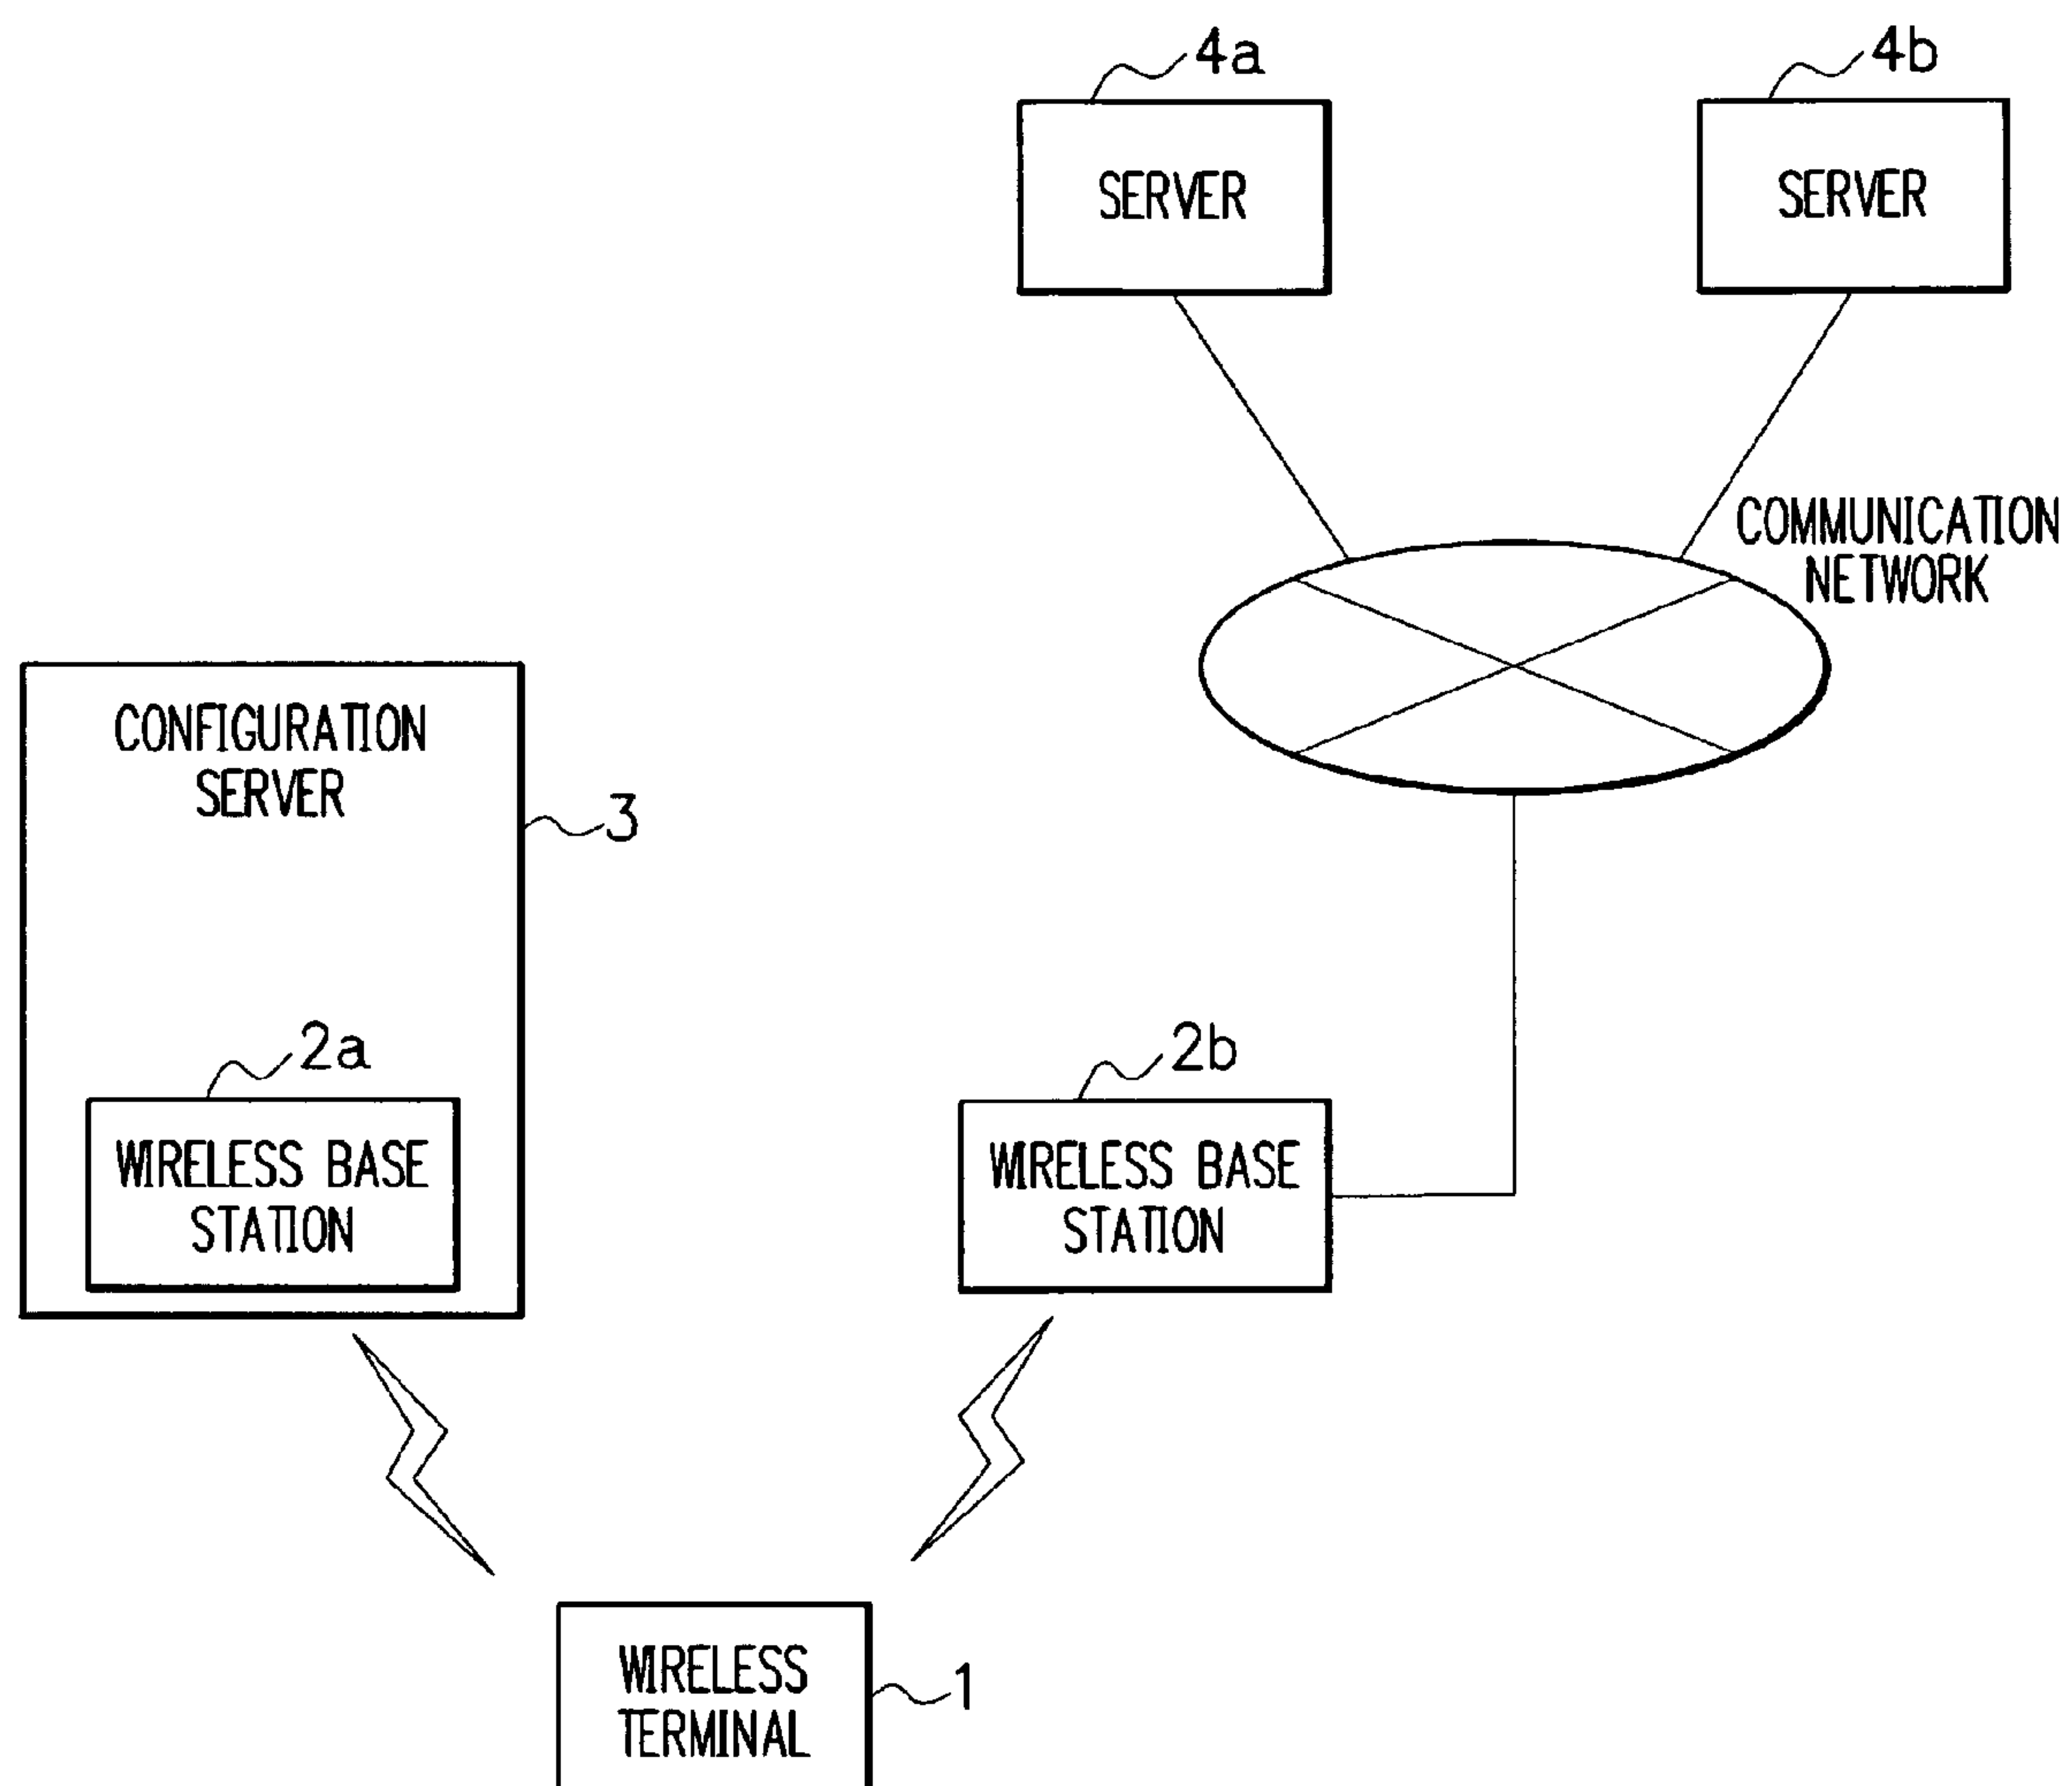 4a
4b
SERVER
SERVER
COMMUNICATION
NETWORK
CONFIGURATION
SERVER
3
2a
2b
WIRELESS BASE
STATION
WIRELESS BASE
STATION
WIRELESS
TERMINAL
1